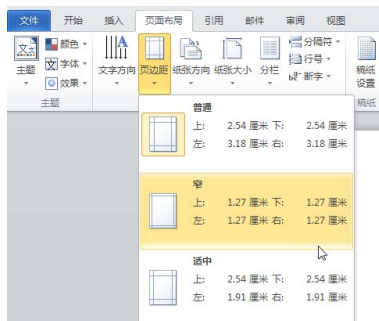 文件 开始 插入 页面布局 引用 邮件 审阅 视图
颜色 分隔符
文文 字体 行号
主题 效果 文字方向 页边距 纸张方向 纸张大小 分栏 断字 稿纸
设置
主题 稿纸
普通
上: 2.54 厘米 下: 2.54 厘米
左: 3.18 厘米 右: 3.18 厘米
窄
上: 1.27 厘米 下: 1.27 厘米
左: 1.27 厘米 右: 1.27 厘米
适中
上: 2.54 厘米 下: 2.54 厘米
左: 1.91 厘米 右: 1.91 厘米